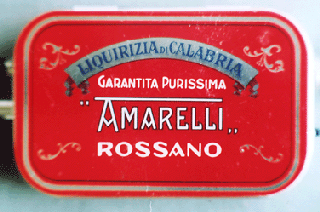 LIQUIRIZIA DI CALABRIA
GARANTITA PURISSIMA
"AMARELLI„
ROSSANO